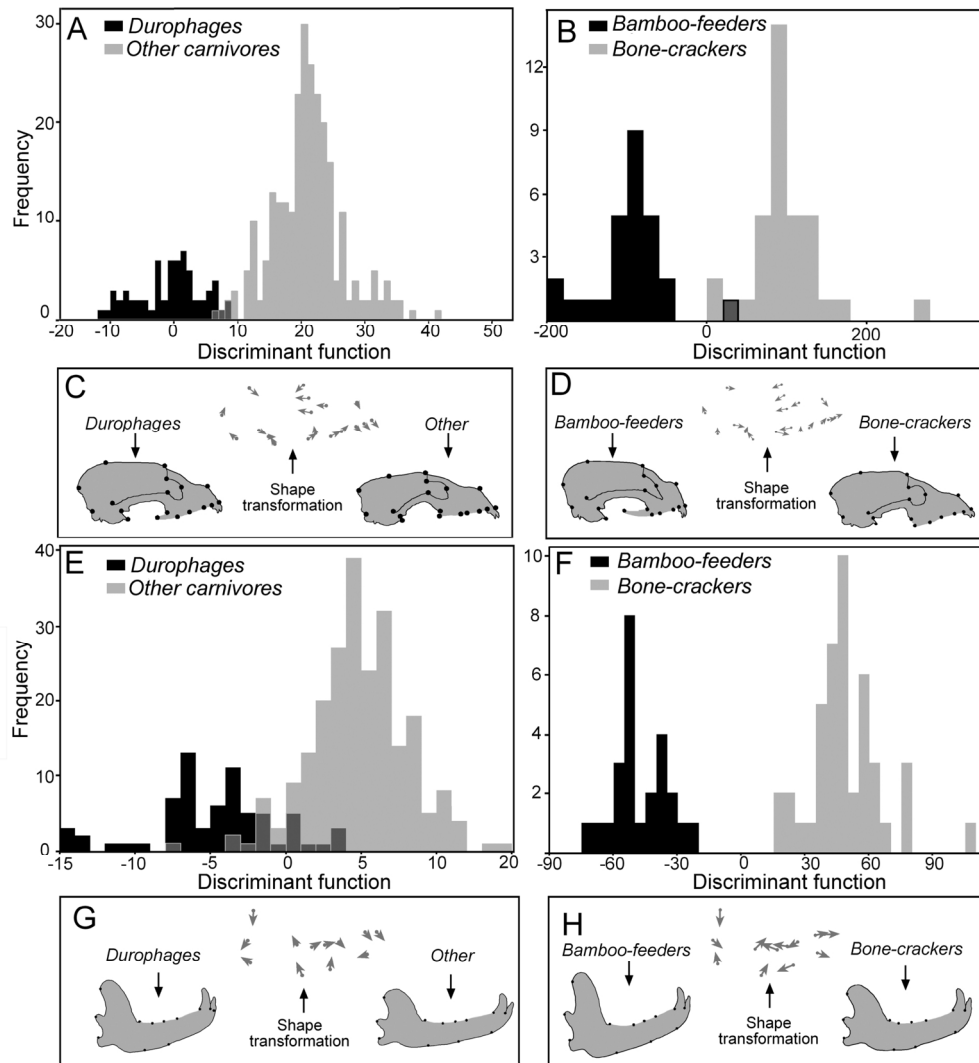 A
Durophages
Other carnivores
Frequency
30
20
10
0
-20
-10
0
10
20
30
40
50
Discriminant function
B
Bamboo-feeders
Bone-crackers
12
9
6
3
-200
0
200
Discriminant function
C
Durophages
Other
Shape
transformation
D
Bamboo-feeders
Bone-crackers
Shape
transformation
E
Durophages
Other carnivores
Frequency
40
30
20
10
0
-15
-10
-5
0
5
10
20
Discriminant function
F
Bamboo-feeders
Bone-crackers
10
8
6
4
2
-90
-60
-30
0
30
60
90
Discriminant function
G
Durophages
Other
Shape
transformation
H
Bamboo-feeders
Bone-crackers
Shape
transformation